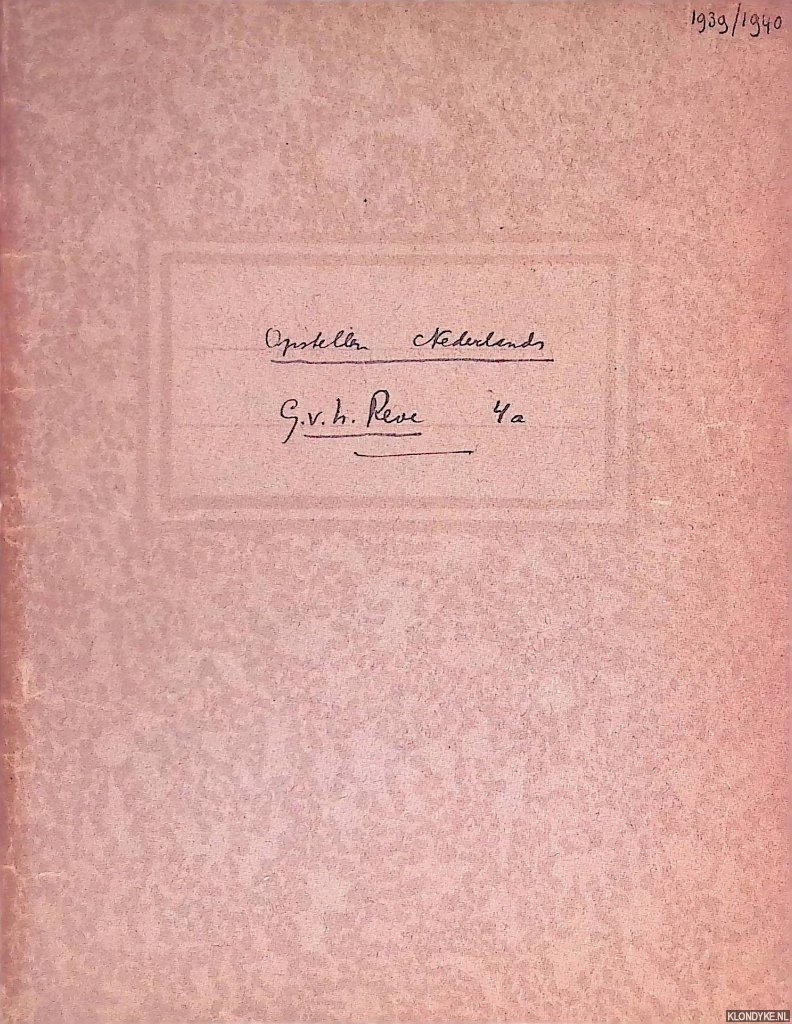 1939/1940
Opstellen Nederlands
G.v.h. Reve 4a
KLONDYKE.NL